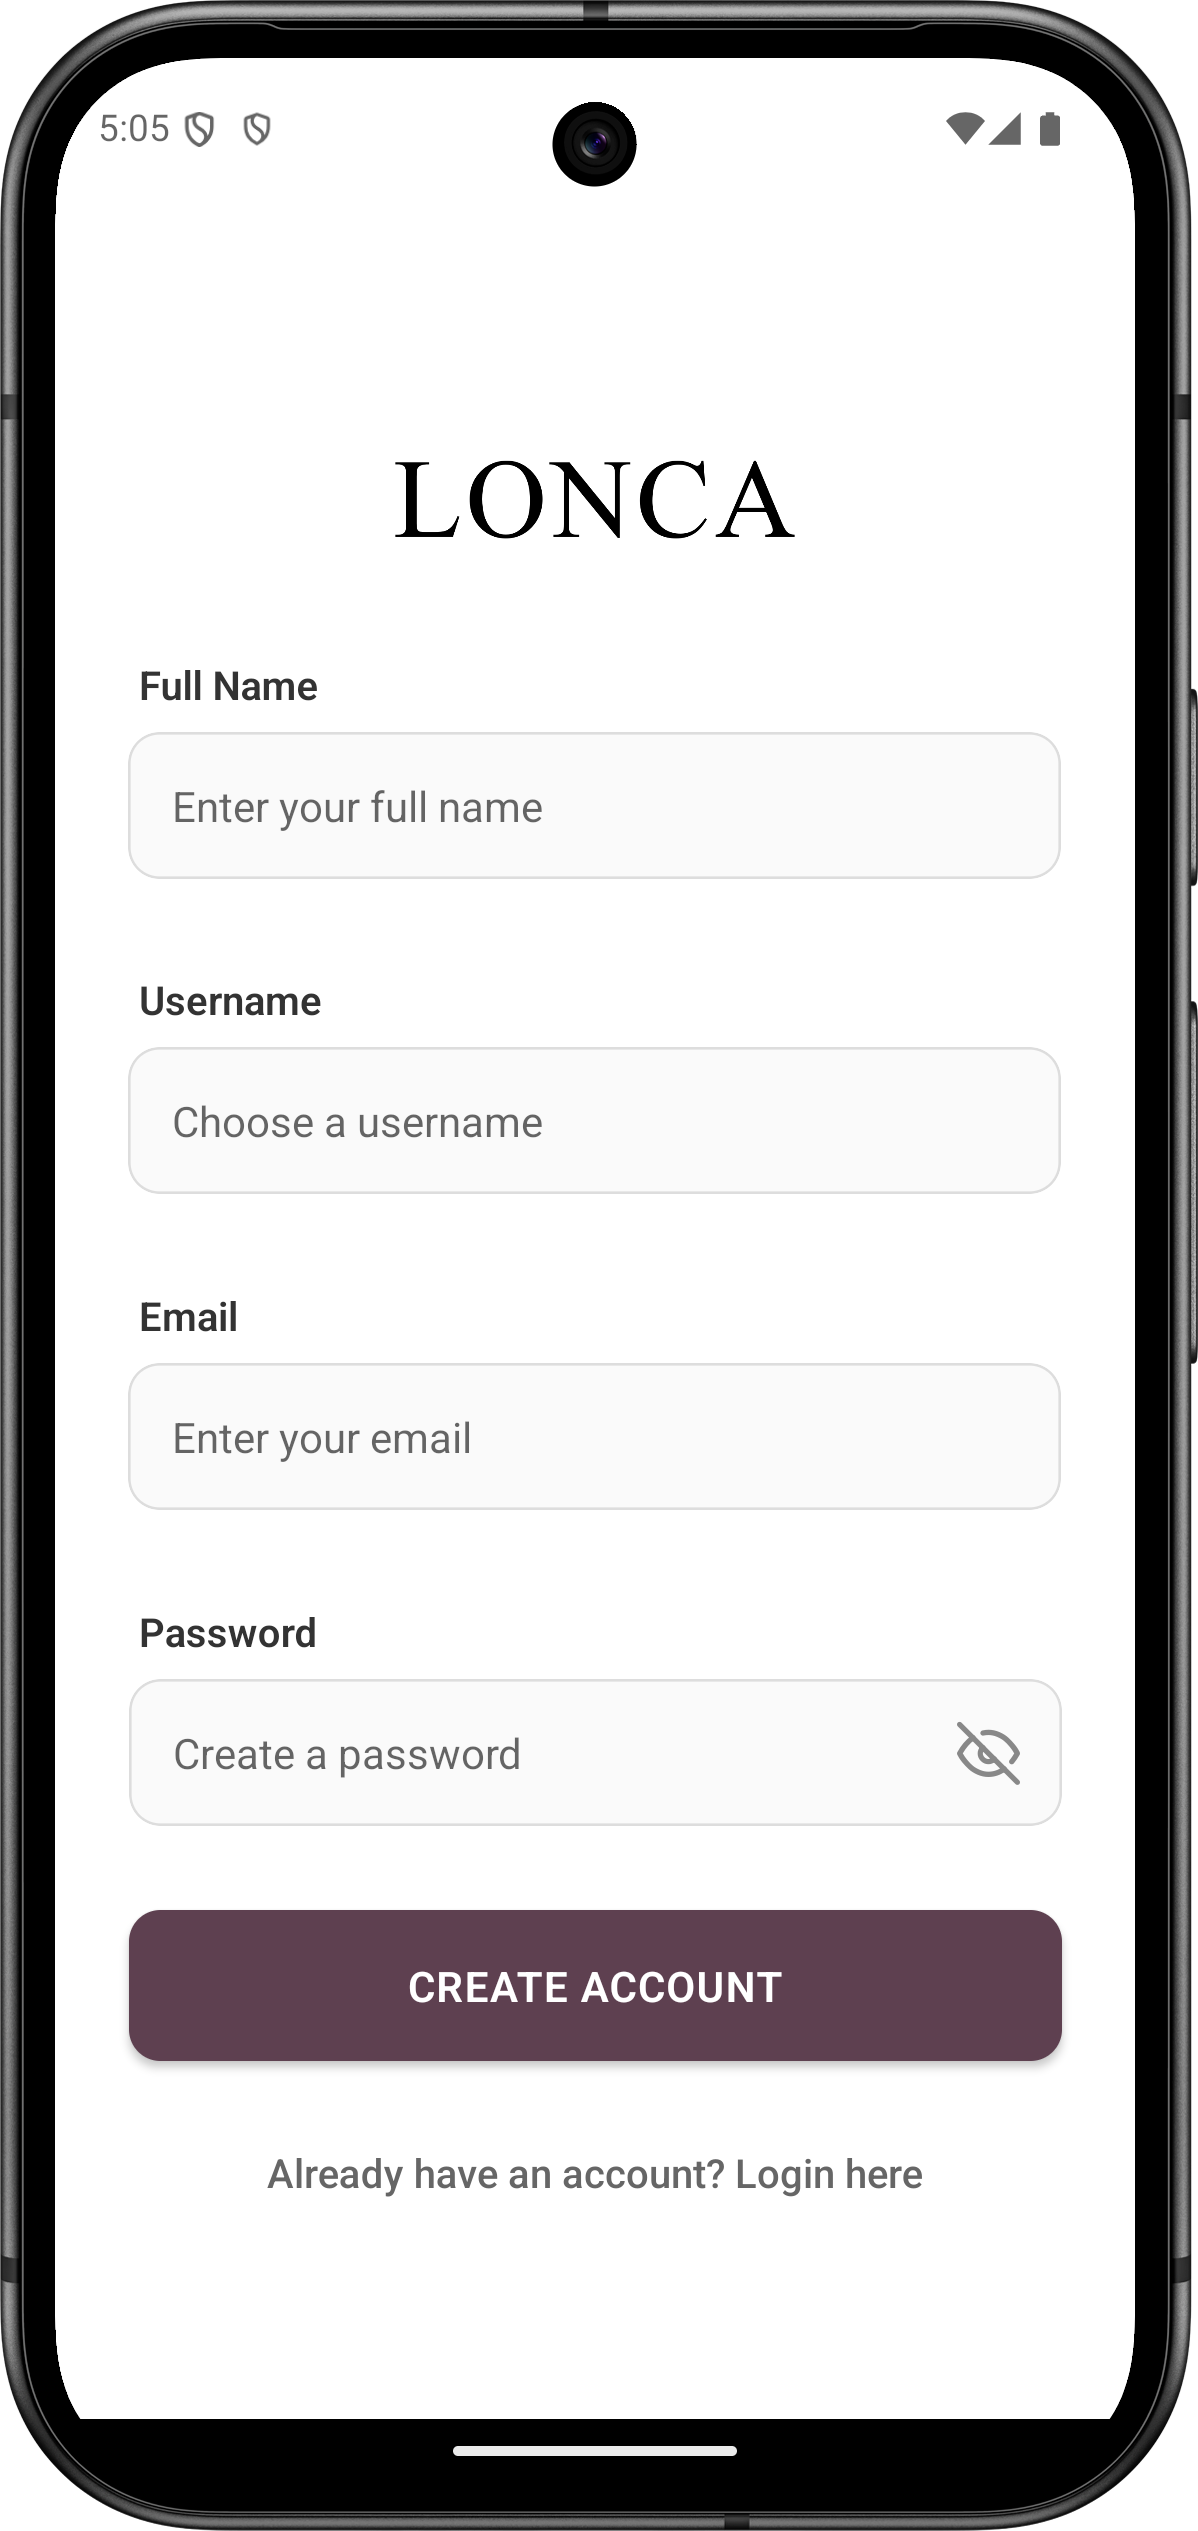 5:05
LONCA
Full Name
Enter your full name
Username
Choose a username
Email
Enter your email
Password
Create a password
CREATE ACCOUNT
Already have an account? Login here